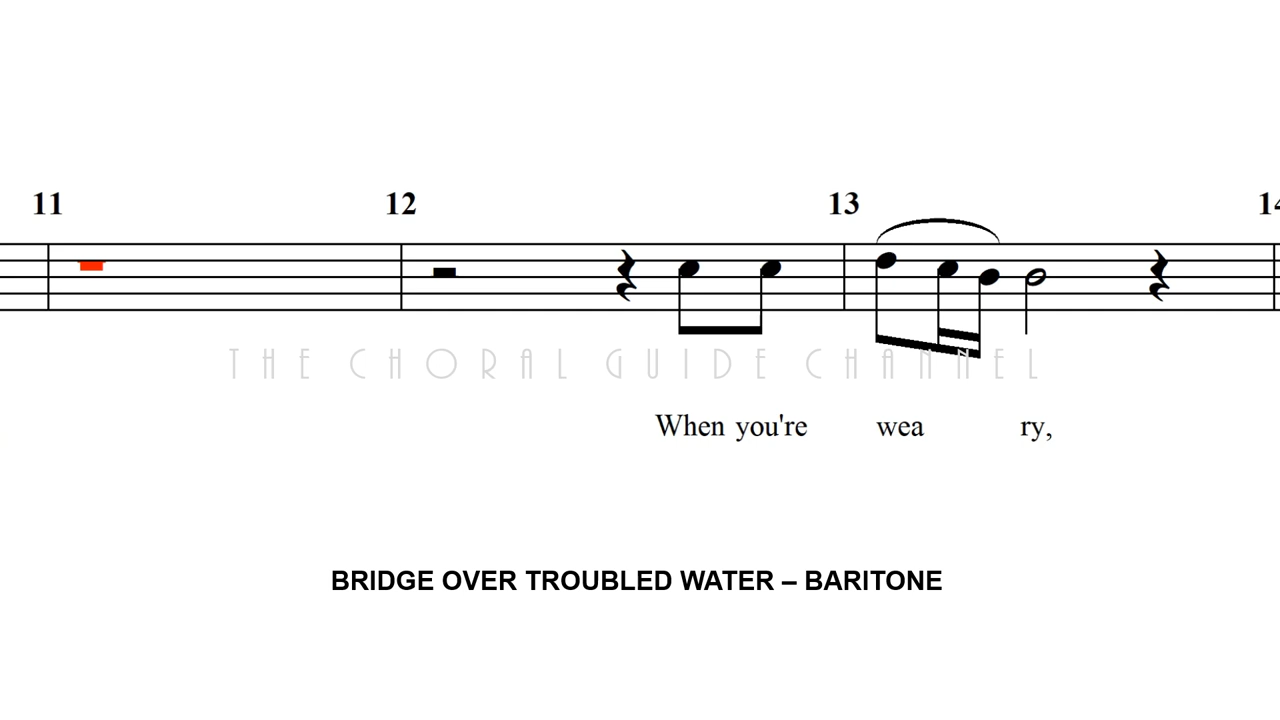 11 12 13 14
THE CHORAL GUIDE CHANNEL
When you're wea ry,
BRIDGE OVER TROUBLED WATER – BARITONE